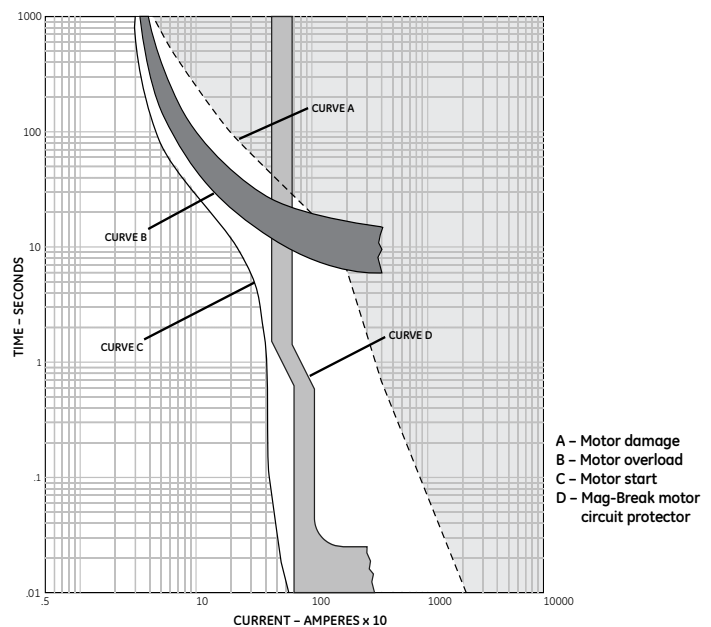 1000
CURVE A
100
CURVE B
10
TIME – SECONDS
CURVE C
CURVE D
1
A – Motor damage
B – Motor overload
C – Motor start
D – Mag-Break motor
circuit protector
.1
.01
.5 10 100 1000 10000
CURRENT – AMPERES x 10